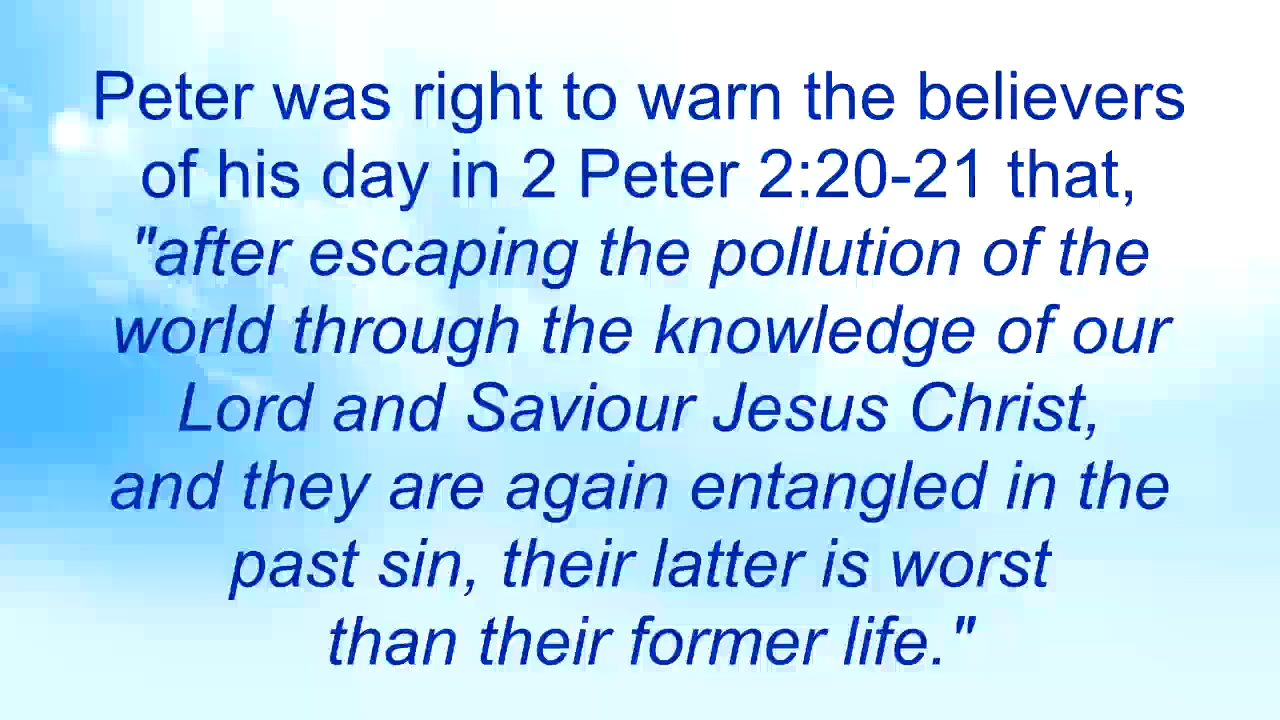 Peter was right to warn the believers
of his day in 2 Peter 2:20-21 that,
"after escaping the pollution of the
world through the knowledge of our
Lord and Saviour Jesus Christ,
and they are again entangled in the
past sin, their latter is worst
than their former life."